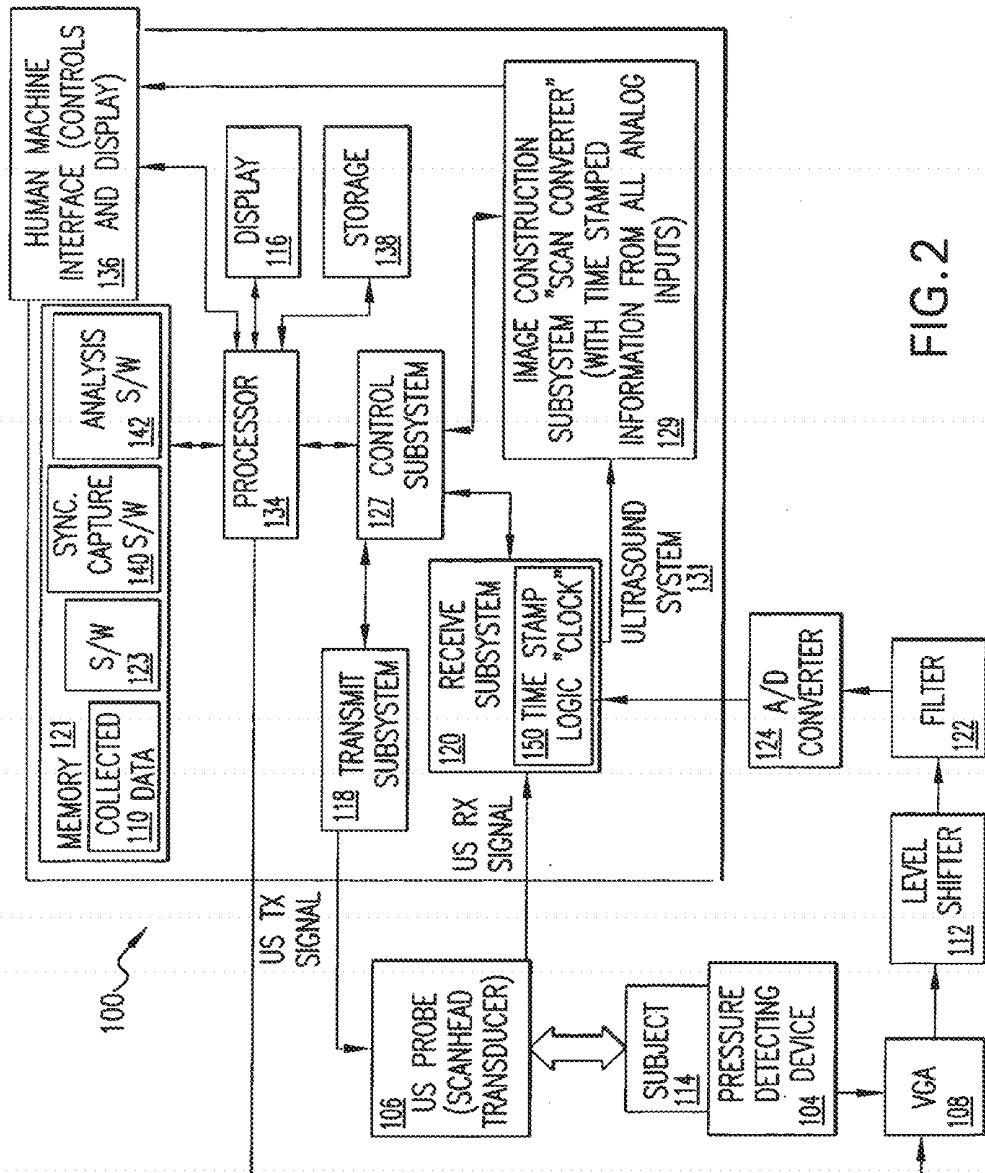 100
MEMORY 121
COLLECTED
110 DATA
S/W
123
SYNC.
CAPTURE
140 S/W
ANALYSIS
142 S/W
HUMAN MACHINE
INTERFACE (CONTROLS
136 AND DISPLAY)
PROCESSOR
134
DISPLAY
116
STORAGE
138
US TX
SIGNAL
118 TRANSMIT
SUBSYSTEM
127 CONTROL
SUBSYSTEM
106
US PROBE
(SCANHEAD
TRANSDUCER)
US RX
SIGNAL
120 RECEIVE
SUBSYSTEM
150 TIME STAMP
LOGIC "CLOCK"
IMAGE CONSTRUCTION
SUBSYSTEM "SCAN CONVERTER"
(WITH TIME STAMPED
INFORMATION FROM ALL ANALOG
129 INPUTS)
ULTRASOUND
SYSTEM
131
SUBJECT
114
PRESSURE
DETECTING
104 DEVICE
VGA
108
LEVEL
112 SHIFTER
FILTER
122
124 A/D
CONVERTER
FIG.2